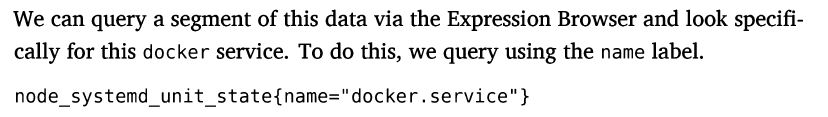 We can query a segment of this data via the Expression Browser and look specifi-
cally for this docker service. To do this, we query using the name label.
node_systemd_unit_state{name="docker.service"}